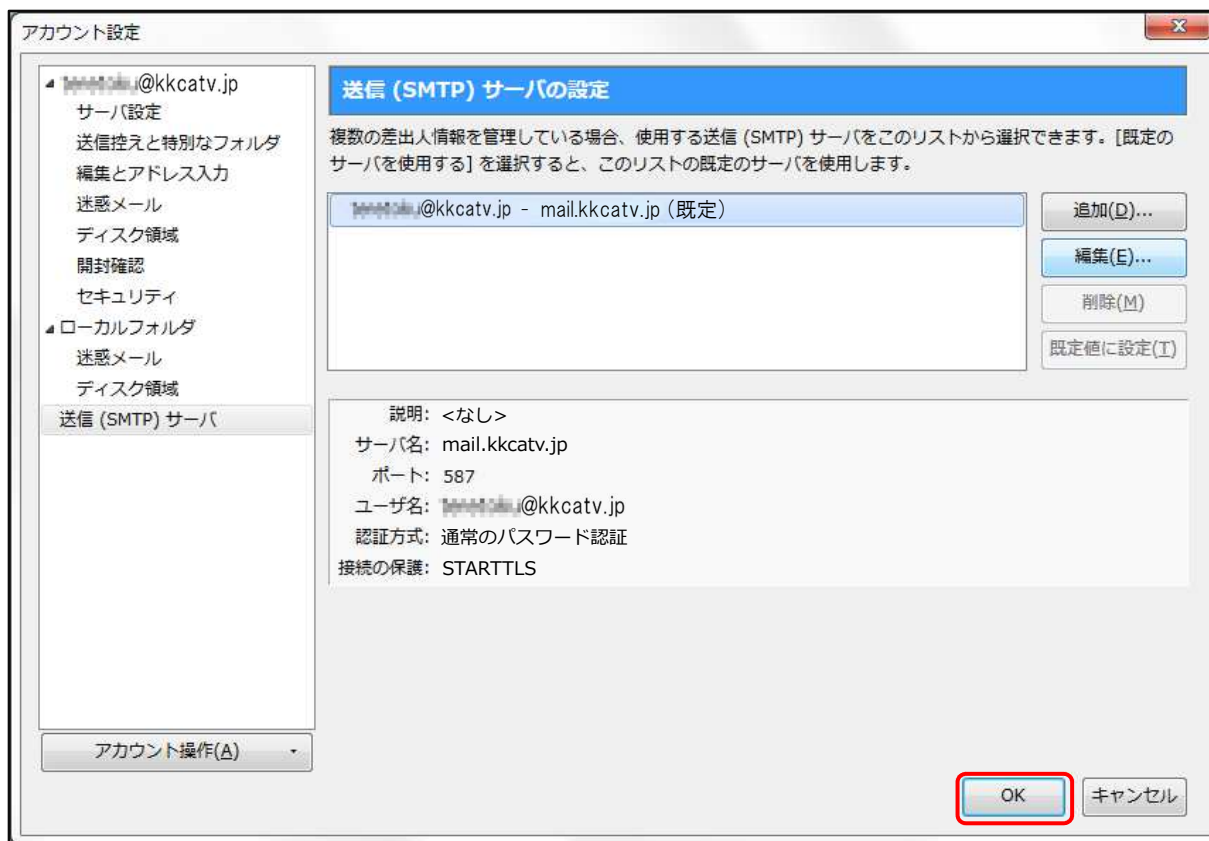 アカウント設定
@kkcatv.jp
サーバ設定
送信控えと特別なフォルダ
編集とアドレス入力
迷惑メール
ディスク領域
開封確認
セキュリティ
ローカルフォルダ
迷惑メール
ディスク領域
送信 (SMTP) サーバ
アカウント操作(A)
送信 (SMTP) サーバの設定
複数の差出人情報を管理している場合、使用する送信 (SMTP) サーバをこのリストから選択できます。[既定の
サーバを使用する] を選択すると、このリストの既定のサーバを使用します。
@kkcatv.jp － mail.kkcatv.jp（既定）
追加(D)...
編集(E)...
削除(M)
既定値に設定(T)
説明: <なし>
サーバ名: mail.kkcatv.jp
ポート: 587
ユーザ名: @kkcatv.jp
認証方式: 通常のパスワード認証
接続の保護: STARTTLS
OK
キャンセル